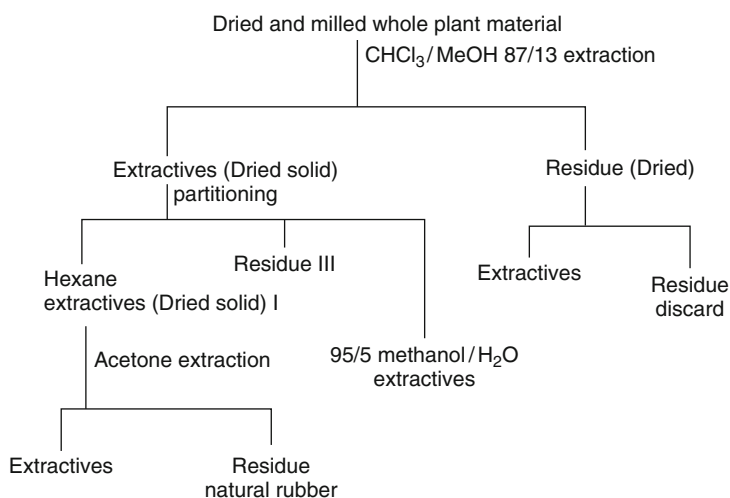 Dried and milled whole plant material
CHCl₃/MeOH 87/13 extraction
Extractives (Dried solid)
partitioning
Residue (Dried)
Hexane
extractives (Dried solid) I
Residue III
95/5 methanol/H₂O
extractives
Extractives
Residue
discard
Acetone extraction
Extractives
Residue
natural rubber